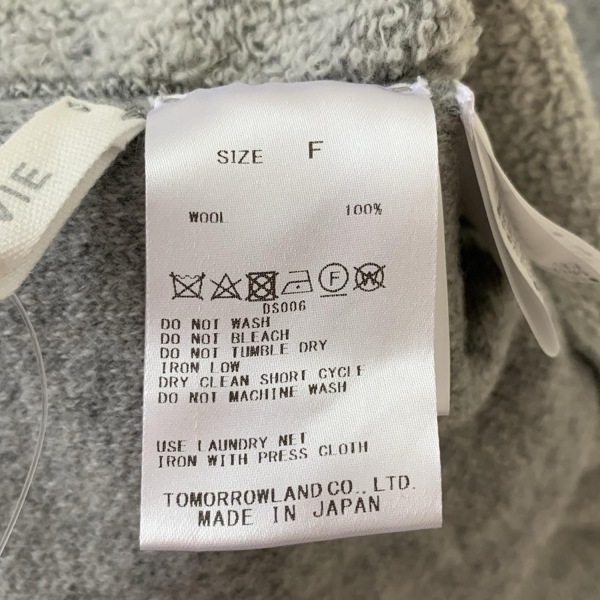 VIE
SIZE F
WOOL 100%
F W
DS006
DO NOT WASH
DO NOT BLEACH
DO NOT TUMBLE DRY
IRON LOW
DRY CLEAN SHORT CYCLE
DO NOT MACHINE WASH
USE LAUNDRY NET
IRON WITH PRESS CLOTH
TOMORROWLAND CO., LTD.
MADE IN JAPAN